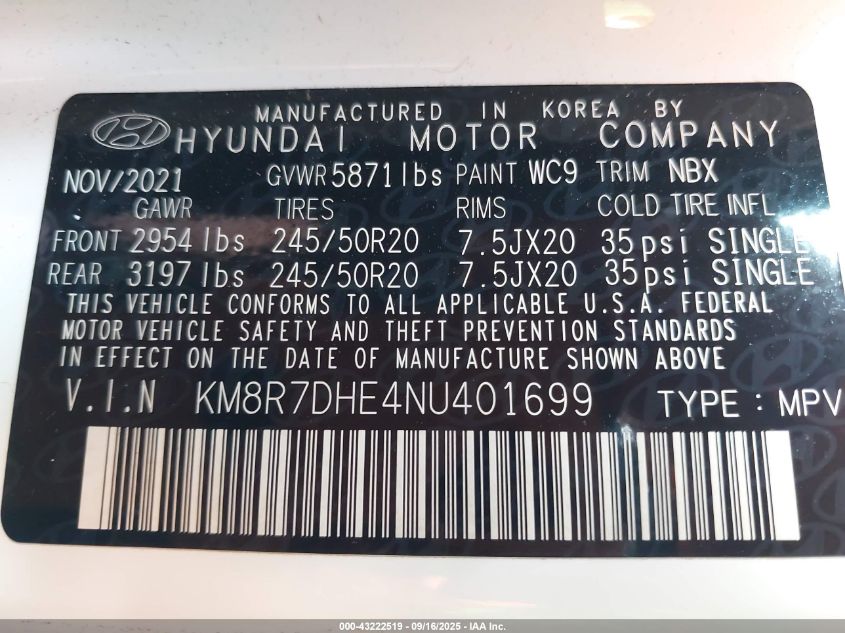 MANUFACTURED IN KOREA BY
HYUNDAI MOTOR COMPANY
NOV/2021 GVWR 5871lbs PAINT WC9 TRIM NBX
GAWR TIRES RIMS COLD TIRE INFL
FRONT 2954 lbs 245/50R20 7.5JX20 35psi SINGLE
REAR 3197 lbs 245/50R20 7.5JX20 35psi SINGLE
THIS VEHICLE CONFORMS TO ALL APPLICABLE U.S.A. FEDERAL
MOTOR VEHICLE SAFETY AND THEFT PREVENTION STANDARDS
IN EFFECT ON THE DATE OF MANUFACTURE SHOWN ABOVE
V.I.N KM8R7DHE4NU401699 TYPE : MPV
000-43222519 - 09/16/2025 - IAA Inc.